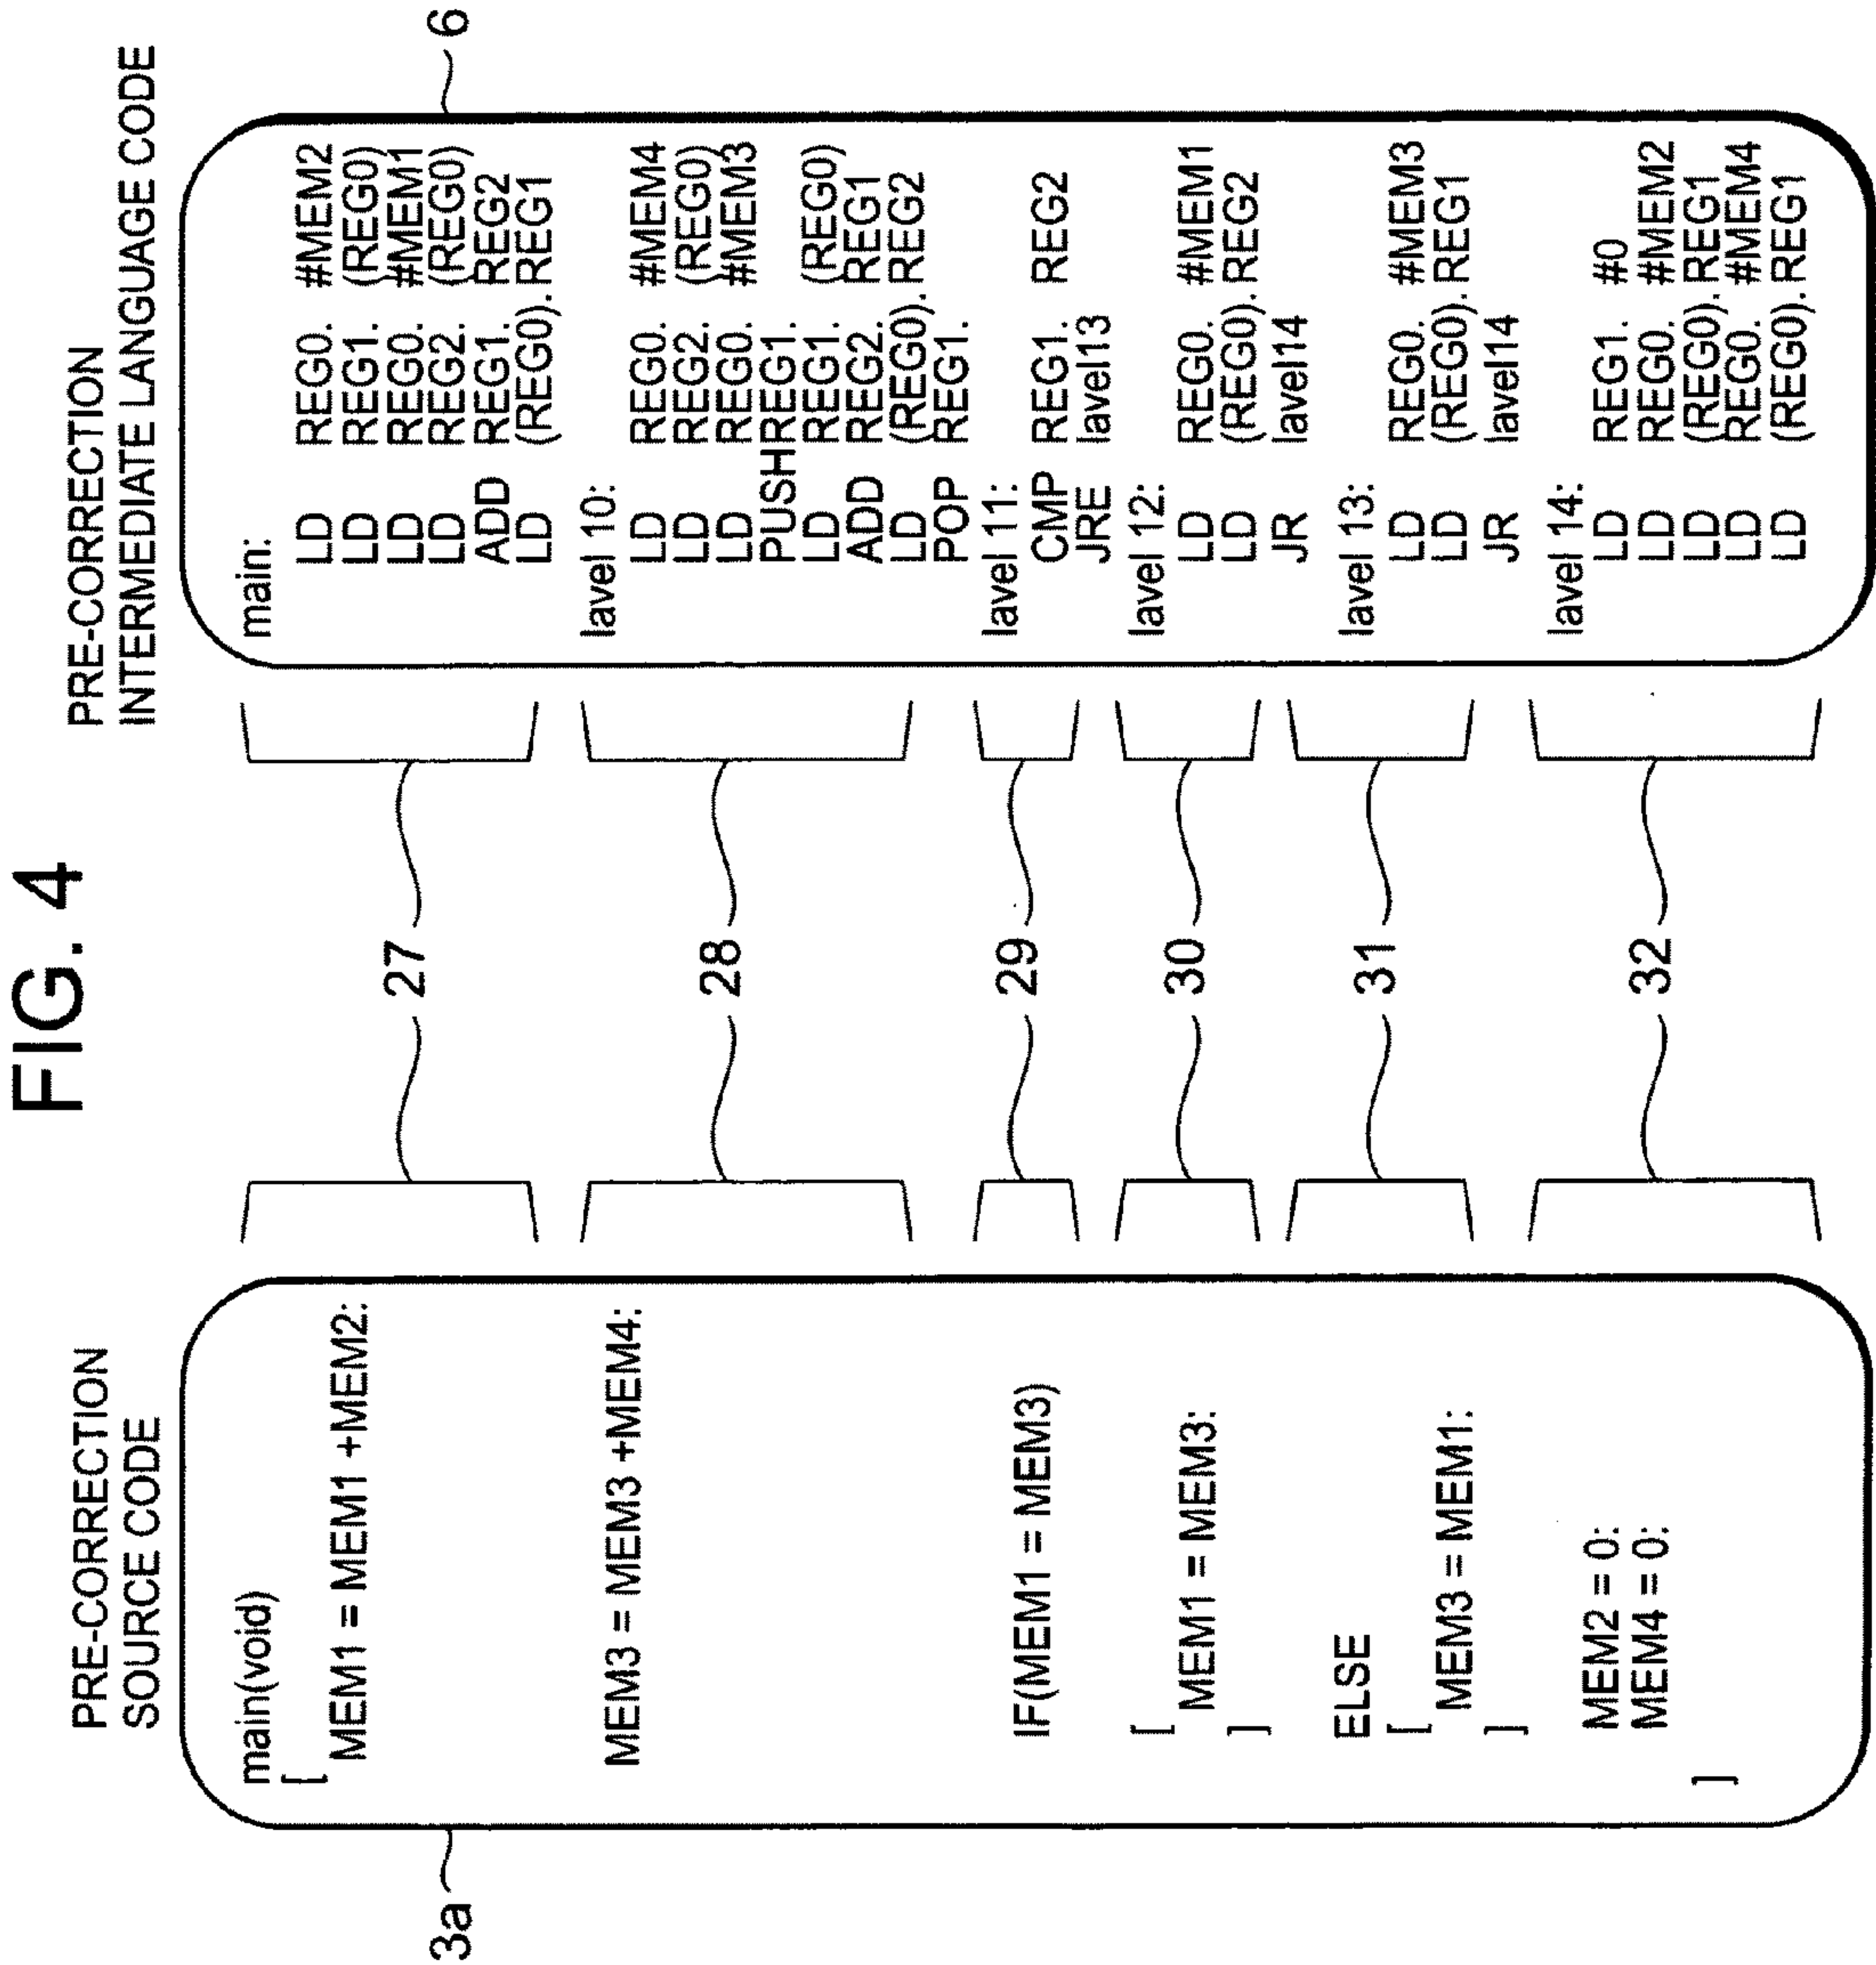 FIG. 4
PRE-CORRECTION
SOURCE CODE
3a
main(void)
[
MEM1 = MEM1 +MEM2:
MEM3 = MEM3 +MEM4:
IF(MEM1 = MEM3)
[
MEM1 = MEM3:
]
ELSE
[
MEM3 = MEM1:
]
MEM2 = 0:
MEM4 = 0:
]
27
28
29
30
31
32
PRE-CORRECTION
INTERMEDIATE LANGUAGE CODE
6
main:
LD REG0. #MEM2
LD REG1. (REG0)
LD REG0. #MEM1
LD REG2. (REG0)
ADD REG1. REG2
LD (REG0). REG1
lavel 10:
LD REG0. #MEM4
LD REG2. (REG0)
LD REG0. #MEM3
PUSH REG1.
LD REG1. (REG0)
ADD REG2. REG1
LD (REG0). REG2
POP REG1.
lavel 11:
CMP REG1. REG2
JRE lavel13
lavel 12:
LD REG0. #MEM1
LD (REG0). REG2
JR lavel14
lavel 13:
LD REG0. #MEM3
LD (REG0). REG1
JR lavel14
lavel 14:
LD REG1. #0
LD REG0. #MEM2
LD (REG0). REG1
LD REG0. #MEM4
LD (REG0). REG1